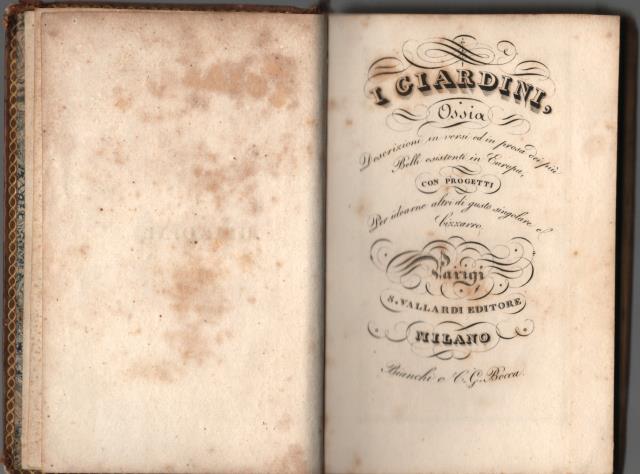 I GIARDINI,
Ossia
Descrizioni in versi ed in prosa dei più
Belli esistenti in Europa,
CON PROGETTI
Per idearne altri di gusto singolare e
bizzarro.
Parigi
S. VALLARDI EDITORE
MILANO
Bianchi e C. G. Bocca.